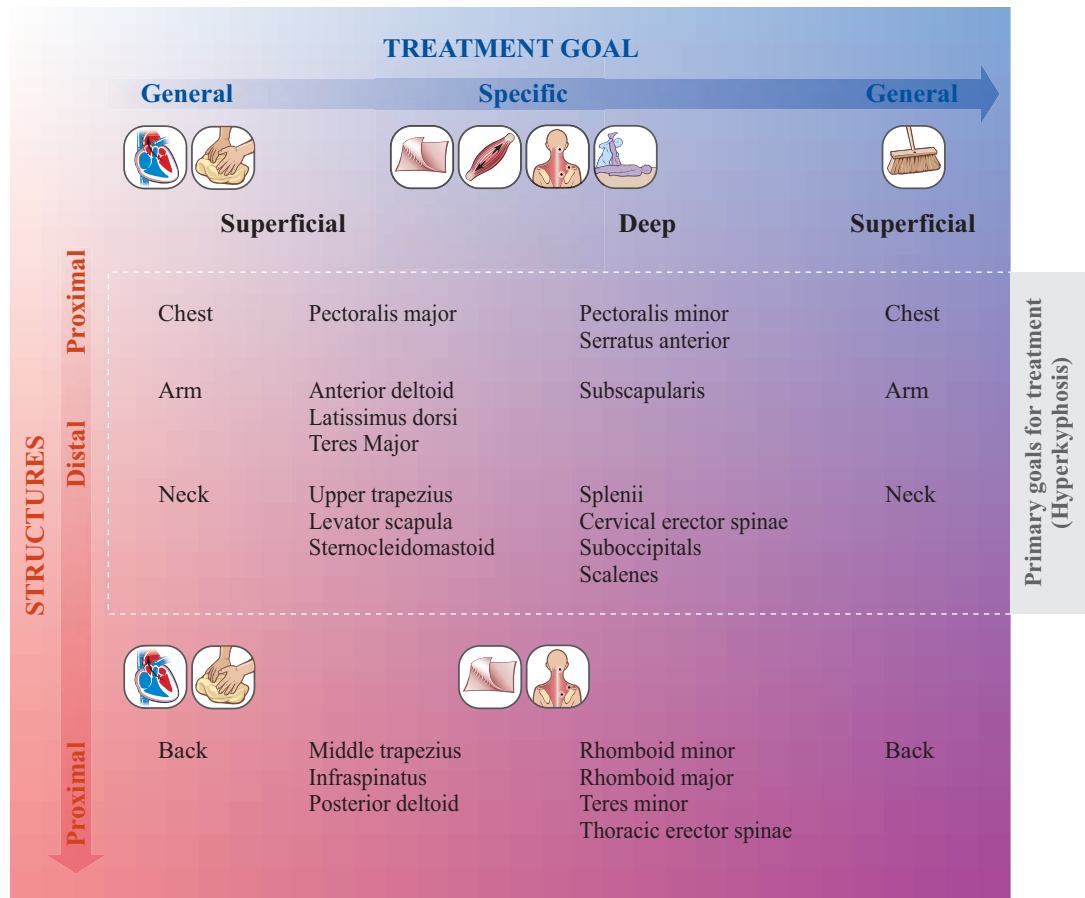 TREATMENT GOAL
General Specific General
Superficial Deep Superficial
STRUCTURES
Proximal
Distal
Proximal
Chest Pectoralis major Pectoralis minor Chest
Serratus anterior
Arm Anterior deltoid Subscapularis Arm
Latissimus dorsi
Teres Major
Neck Upper trapezius Splenii Neck
Levator scapula Cervical erector spinae
Sternocleidomastoid Suboccipitals
Scalenes
Back Middle trapezius Rhomboid minor Back
Infraspinatus Rhomboid major
Posterior deltoid Teres minor
Thoracic erector spinae
Primary goals for treatment
(Hyperkyphosis)